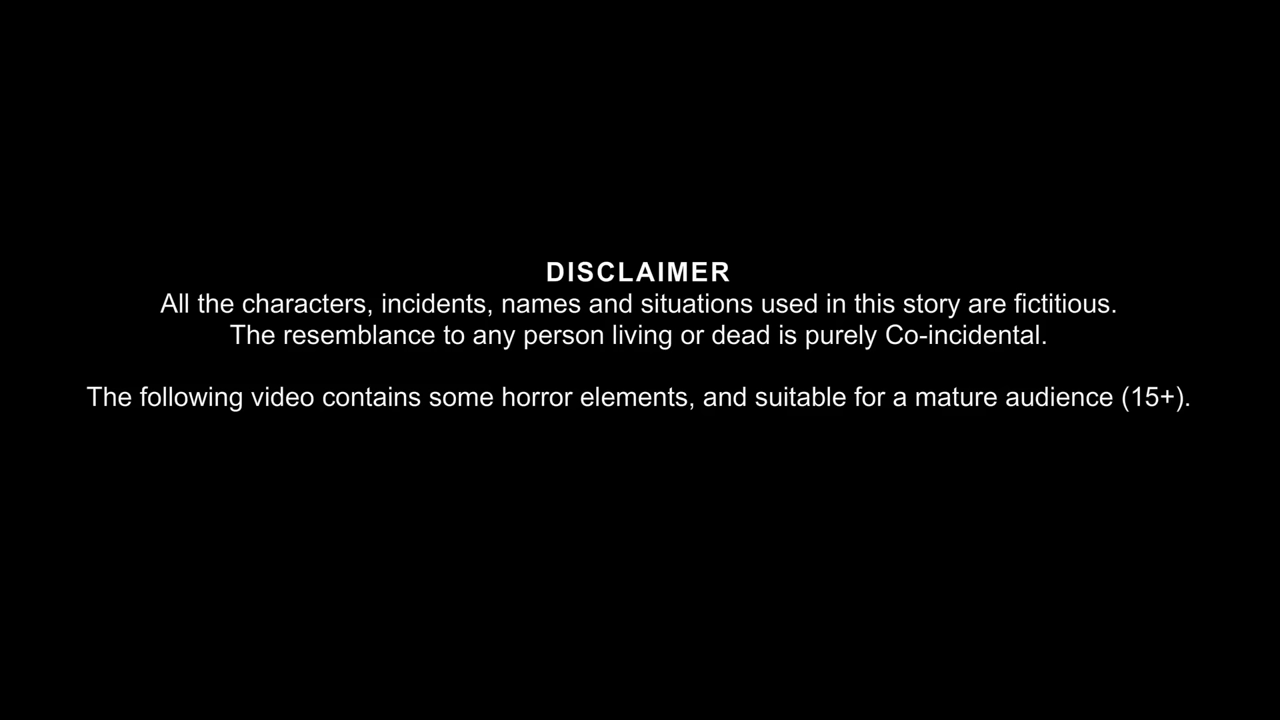 DISCLAIMER
All the characters, incidents, names and situations used in this story are fictitious.
The resemblance to any person living or dead is purely Co-incidental.
The following video contains some horror elements, and suitable for a mature audience (15+).